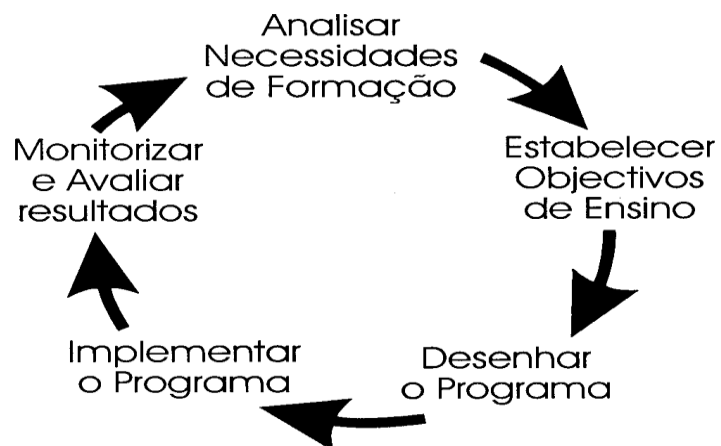 Analisar
Necessidades
de Formação
Estabelecer
Objectivos
de Ensino
Desenhar
o Programa
Implementar
o Programa
Monitorizar
e Avaliar
resultados